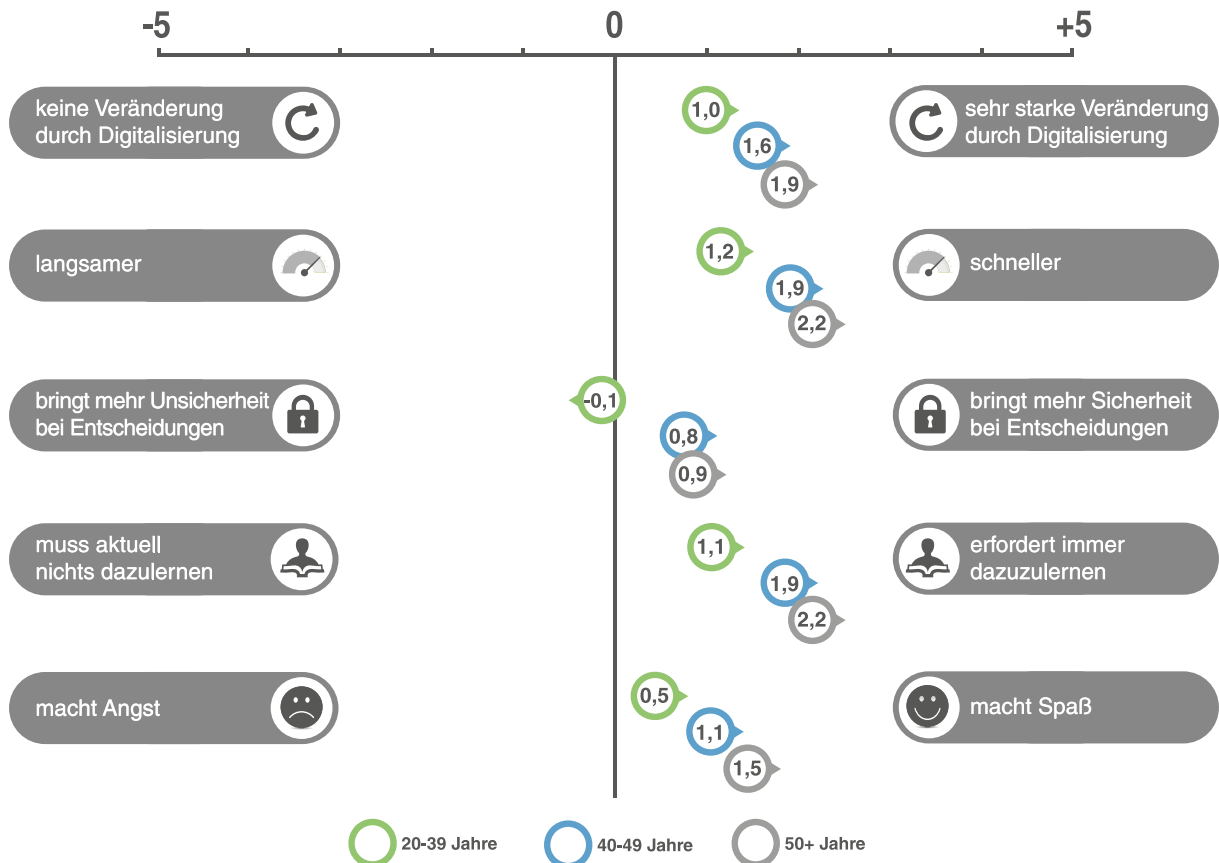 -5 0 +5
keine Veränderung
durch Digitalisierung
1,0
1,6
1,9
sehr starke Veränderung
durch Digitalisierung
langsamer
1,2
1,9
2,2
schneller
bringt mehr Unsicherheit
bei Entscheidungen
-0,1
0,8
0,9
bringt mehr Sicherheit
bei Entscheidungen
muss aktuell
nichts dazulernen
1,1
1,9
2,2
erfordert immer
dazuzulernen
macht Angst
0,5
1,1
1,5
macht Spaß
20-39 Jahre 40-49 Jahre 50+ Jahre